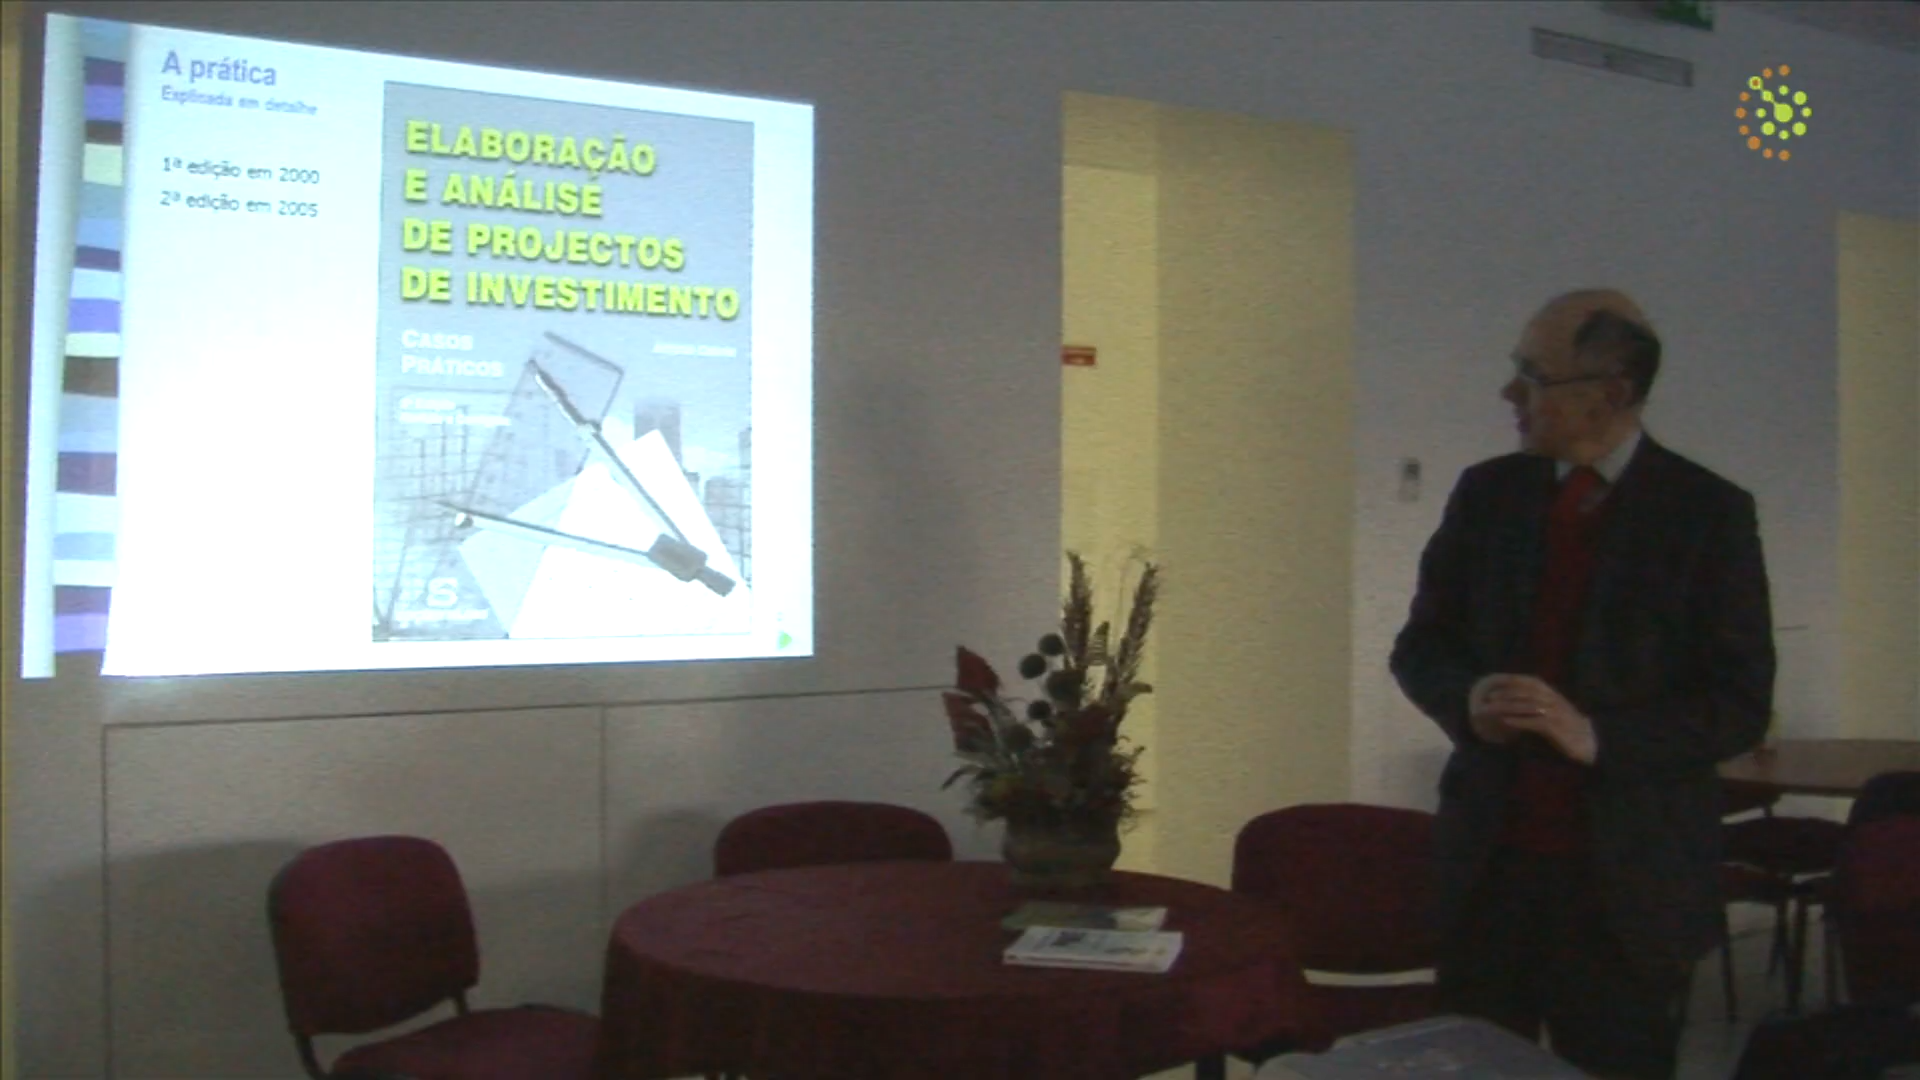 A prática
Explicada em detalhe
1ª edição em 2000
2ª edição em 2005
ELABORAÇÃO
E ANÁLISE
DE PROJECTOS
DE INVESTIMENTO
CASOS
PRÁTICOS